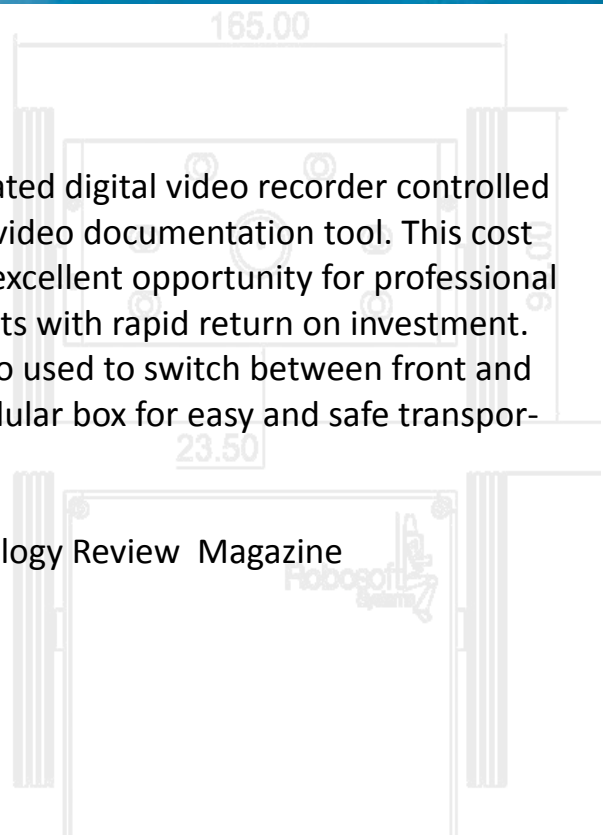 165.00
ated digital video recorder controlled
video documentation tool. This cost
excellent opportunity for professional
ts with rapid return on investment.
o used to switch between front and
dular box for easy and safe transpor-
23.50
logy Review Magazine
Robosoft
Systems